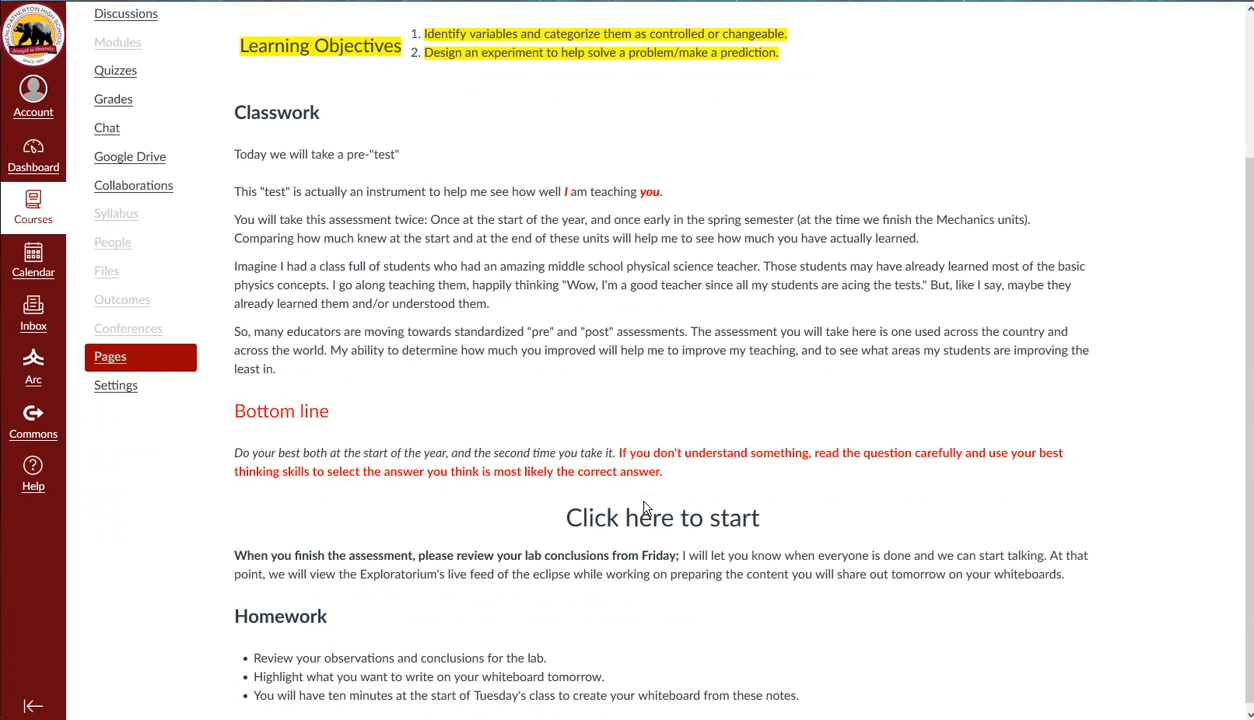 MENLO-ATHERTON HIGH SCHOOL
Strength in Diversity
Account
Dashboard
Courses
Calendar
Inbox
Arc
Commons
Help
Discussions
Modules
Quizzes
Grades
Chat
Google Drive
Collaborations
Syllabus
People
Files
Outcomes
Conferences
Pages
Settings
Learning Objectives
1. Identify variables and categorize them as controlled or changeable.
2. Design an experiment to help solve a problem/make a prediction.
Classwork
Today we will take a pre-"test"
This "test" is actually an instrument to help me see how well I am teaching you.
You will take this assessment twice: Once at the start of the year, and once early in the spring semester (at the time we finish the Mechanics units).
Comparing how much knew at the start and at the end of these units will help me to see how much you have actually learned.
Imagine I had a class full of students who had an amazing middle school physical science teacher. Those students may have already learned most of the basic
physics concepts. I go along teaching them, happily thinking "Wow, I'm a good teacher since all my students are acing the tests." But, like I say, maybe they
already learned them and/or understood them.
So, many educators are moving towards standardized "pre" and "post" assessments. The assessment you will take here is one used across the country and
across the world. My ability to determine how much you improved will help me to improve my teaching, and to see what areas my students are improving the
least in.
Bottom line
Do your best both at the start of the year, and the second time you take it. If you don't understand something, read the question carefully and use your best
thinking skills to select the answer you think is most likely the correct answer.
Click here to start
When you finish the assessment, please review your lab conclusions from Friday; I will let you know when everyone is done and we can start talking. At that
point, we will view the Exploratorium's live feed of the eclipse while working on preparing the content you will share out tomorrow on your whiteboards.
Homework
• Review your observations and conclusions for the lab.
• Highlight what you want to write on your whiteboard tomorrow.
• You will have ten minutes at the start of Tuesday's class to create your whiteboard from these notes.